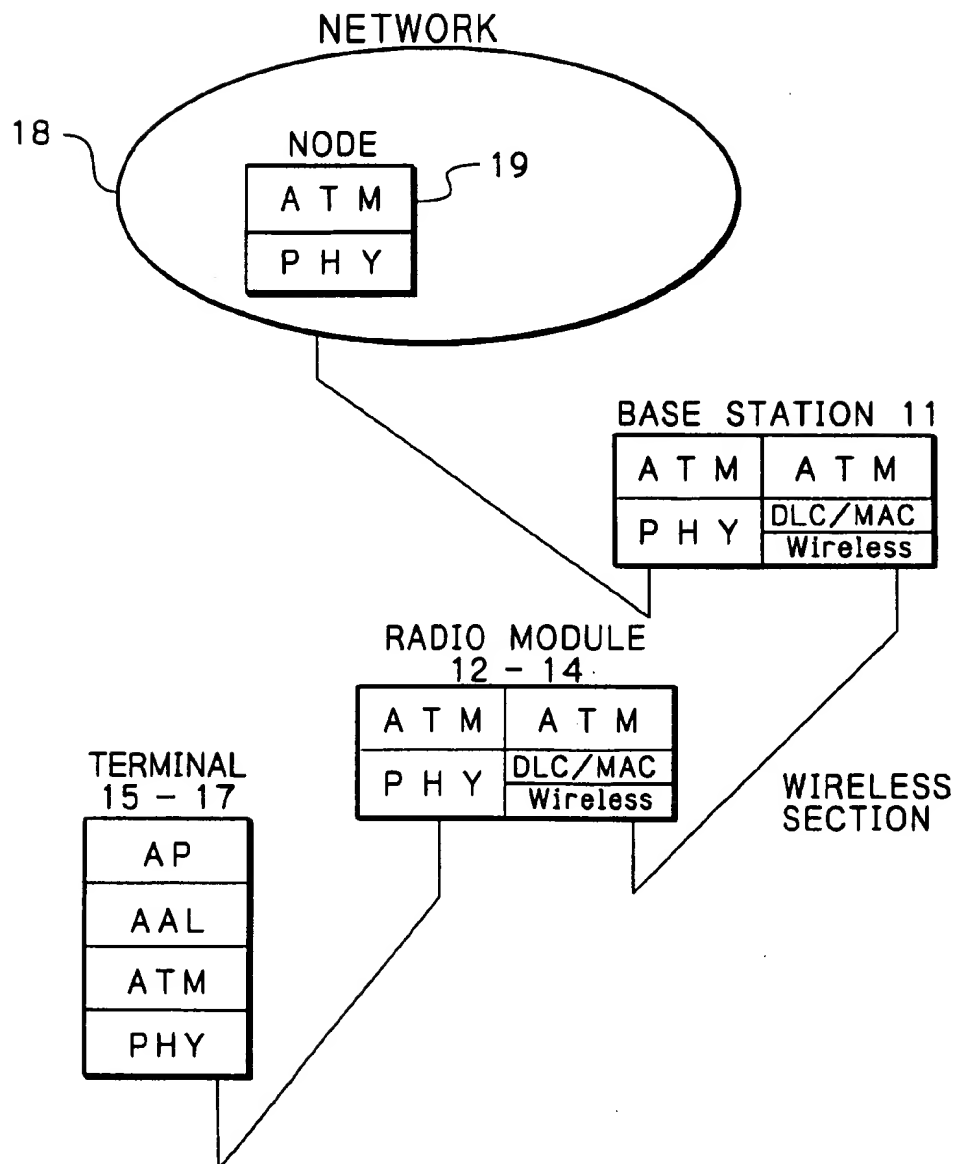 NETWORK
18
NODE
19
ATM
PHY
BASE STATION 11
ATM ATM
PHY DLC/MAC
Wireless
RADIO MODULE
12 - 14
ATM ATM
PHY DLC/MAC
Wireless
WIRELESS
SECTION
TERMINAL
15 - 17
AP
AAL
ATM
PHY